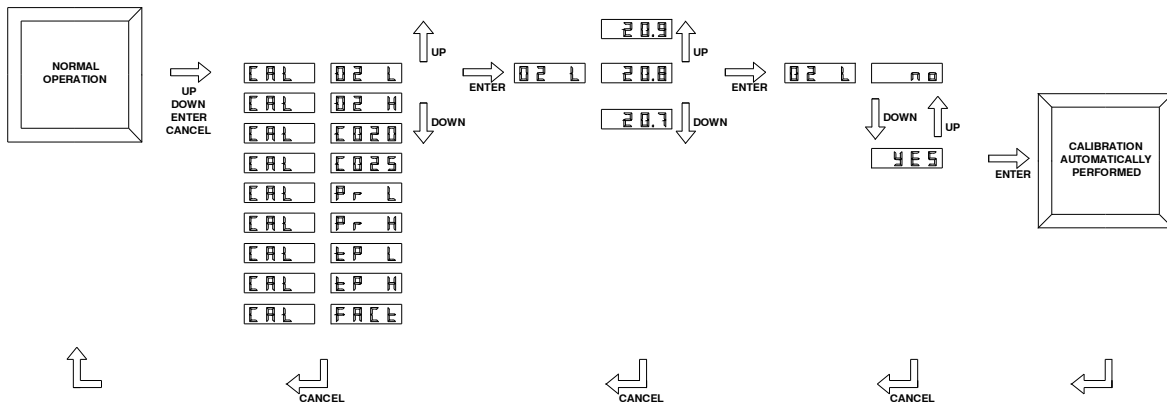 NORMAL
OPERATION
UP
DOWN
ENTER
CANCEL
CAL O2 L
CAL O2 H
CAL CO20
CAL CO2S
CAL Pr L
CAL Pr H
CAL tP L
CAL tP H
CAL FACt
UP
DOWN
ENTER
O2 L
20.9
20.8
20.7
UP
DOWN
ENTER
O2 L
no
DOWN
UP
YES
ENTER
CALIBRATION
AUTOMATICALLY
PERFORMED
CANCEL
CANCEL
CANCEL